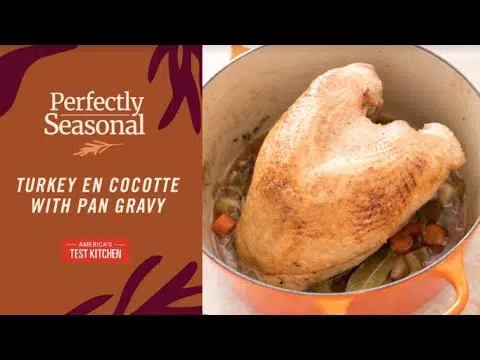 Perfectly
Seasonal
TURKEY EN COCOTTE
WITH PAN GRAVY
AMERICA'S
TEST KITCHEN